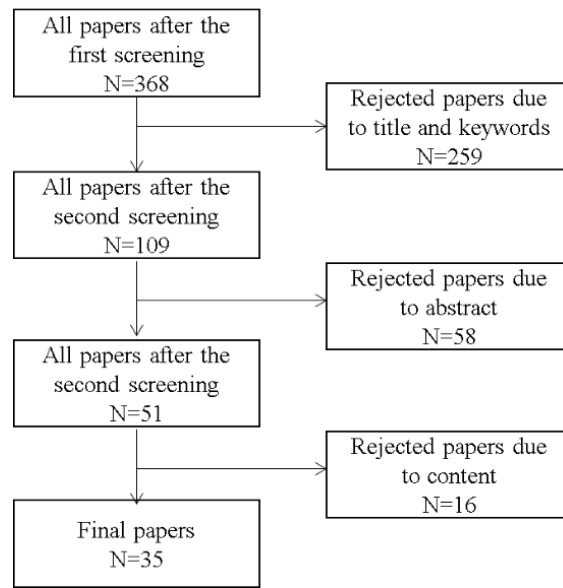 All papers after the
first screening
N=368
Rejected papers due
to title and keywords
N=259
All papers after the
second screening
N=109
Rejected papers due
to abstract
N=58
All papers after the
second screening
N=51
Rejected papers due
to content
N=16
Final papers
N=35